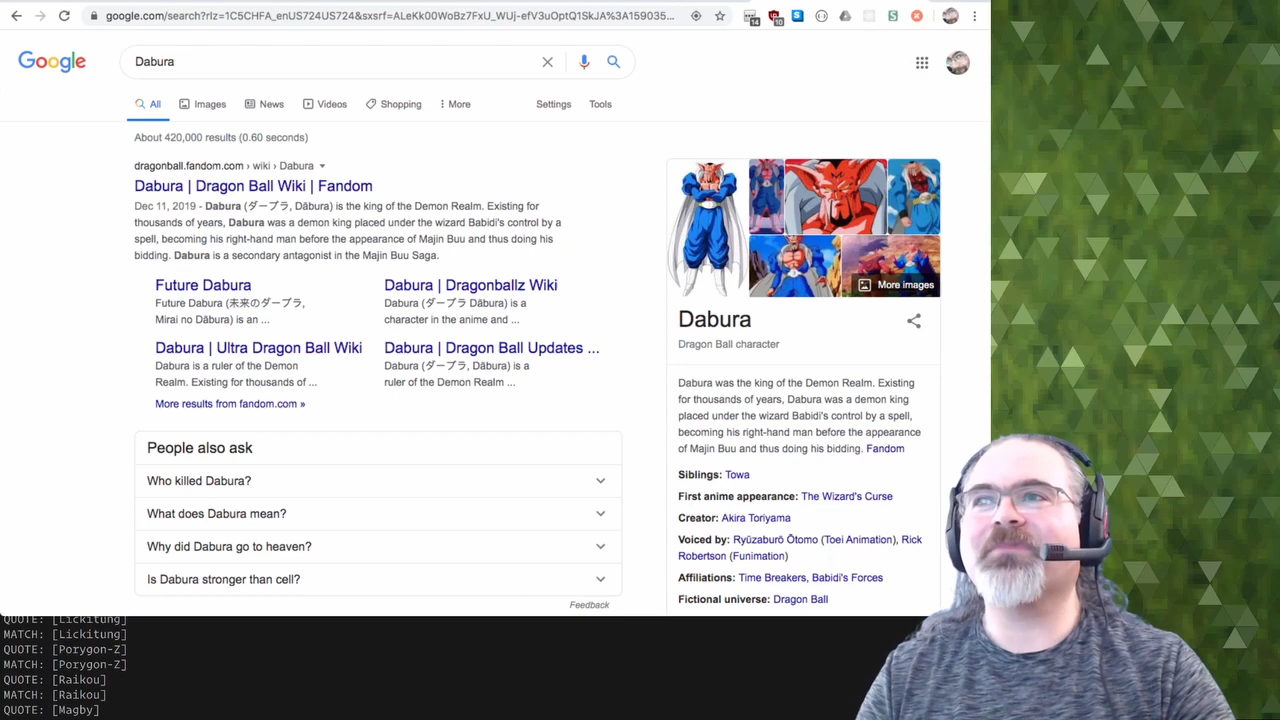 google.com/search?rlz=1C5CHFA_enUS724US724&sxsrf=ALeKk00WoBz7FxU_WUj-efV3uOptQ1SkJA%3A159035...
14
10
Google
Dabura
All Images News Videos Shopping More Settings Tools
About 420,000 results (0.60 seconds)
dragonball.fandom.com › wiki › Dabura
Dabura | Dragon Ball Wiki | Fandom
Dec 11, 2019 - Dabura (ダーブラ, Dābura) is the king of the Demon Realm. Existing for
thousands of years, Dabura was a demon king placed under the wizard Babidi's control by a
spell, becoming his right-hand man before the appearance of Majin Buu and thus doing his
bidding. Dabura is a secondary antagonist in the Majin Buu Saga.
Future Dabura
Future Dabura (未来のダーブラ,
Mirai no Dābura) is an ...
Dabura | Dragonballz Wiki
Dabura (ダーブラ Dābura) is a
character in the anime and ...
Dabura | Ultra Dragon Ball Wiki
Dabura is a ruler of the Demon
Realm. Existing for thousands of ...
Dabura | Dragon Ball Updates ...
Dabura (ダーブラ, Dābura) is a
ruler of the Demon Realm ...
More results from fandom.com »
People also ask
Who killed Dabura?
What does Dabura mean?
Why did Dabura go to heaven?
Is Dabura stronger than cell?
Feedback
More images
Dabura
Dragon Ball character
Dabura was the king of the Demon Realm. Existing
for thousands of years, Dabura was a demon king
placed under the wizard Babidi's control by a spell,
becoming his right-hand man before the appearance
of Majin Buu and thus doing his bidding. Fandom
Siblings: Towa
First anime appearance: The Wizard's Curse
Creator: Akira Toriyama
Voiced by: Ryūzaburō Ōtomo (Toei Animation), Rick
Robertson (Funimation)
Affiliations: Time Breakers, Babidi's Forces
Fictional universe: Dragon Ball
QUOTE: [Lickitung]
MATCH: [Lickitung]
QUOTE: [Porygon-Z]
MATCH: [Porygon-Z]
QUOTE: [Raikou]
MATCH: [Raikou]
QUOTE: [Magby]